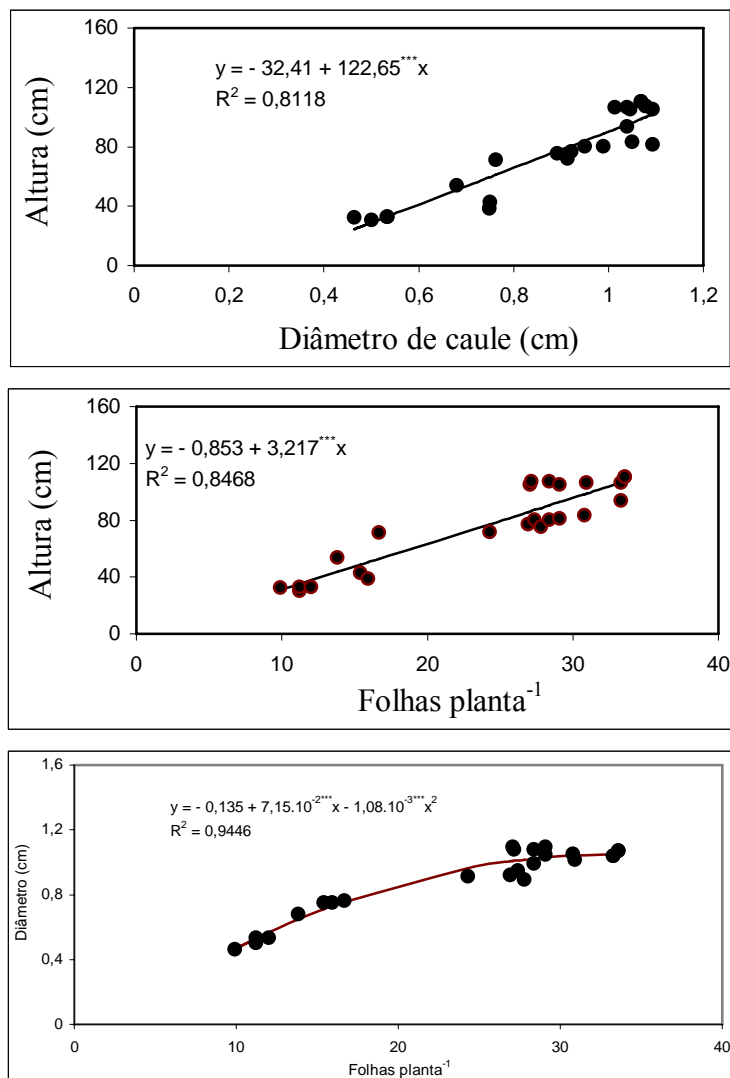 160
120
80
40
0
Altura (cm)
y = - 32,41 + 122,65***x
R² = 0,8118
0 0,2 0,4 0,6 0,8 1 1,2
Diâmetro de caule (cm)
160
120
80
40
0
Altura (cm)
y = - 0,853 + 3,217***x
R² = 0,8468
0 10 20 30 40
Folhas planta⁻¹
1,6
1,2
0,8
0,4
0
Diâmetro (cm)
y = - 0,135 + 7,15.10⁻²***x - 1,08.10⁻³***x²
R² = 0,9446
0 10 20 30 40
Folhas planta⁻¹